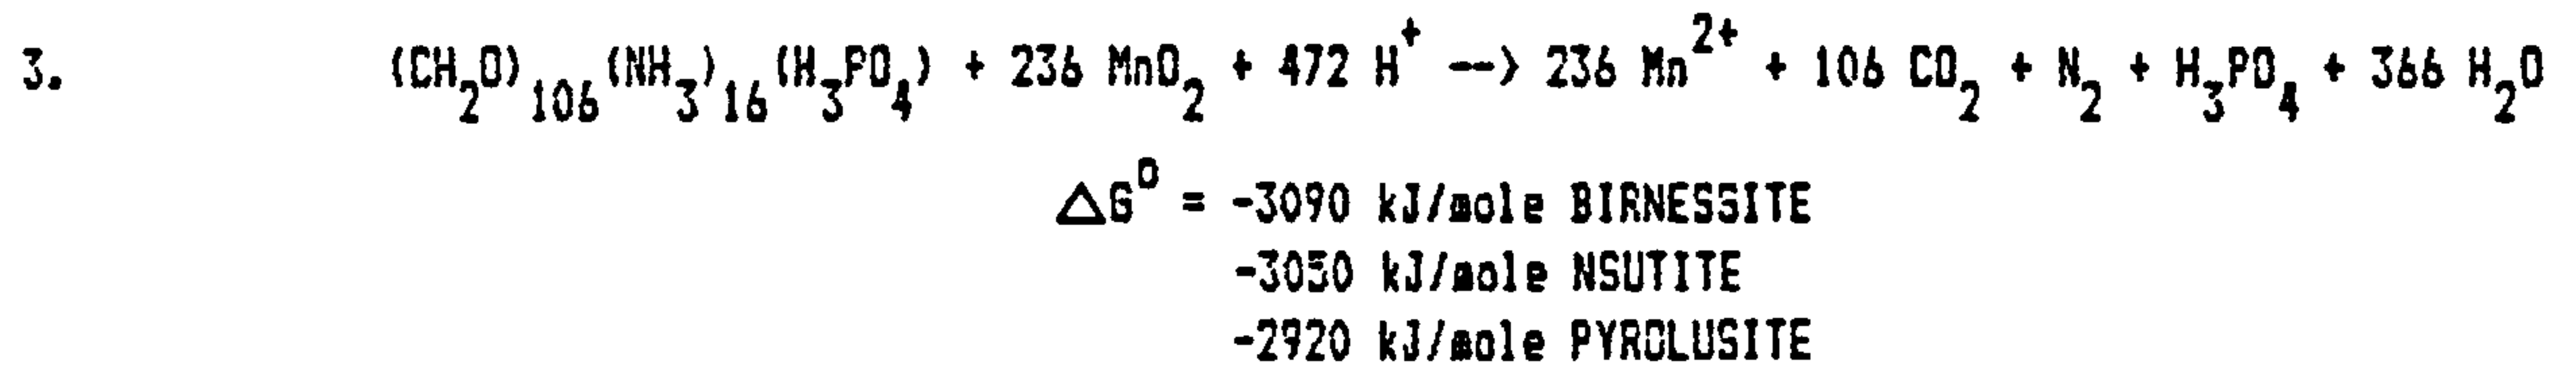 3. (CH₂O)₁₀₆(NH₃)₁₆(H₃PO₄) + 236 MnO₂ + 472 H⁺ --> 236 Mn²⁺ + 106 CO₂ + N₂ + H₃PO₄ + 366 H₂O
△G⁰ = -3090 kJ/mole BIRNESSITE
-3050 kJ/mole NSUTITE
-2920 kJ/mole PYROLUSITE